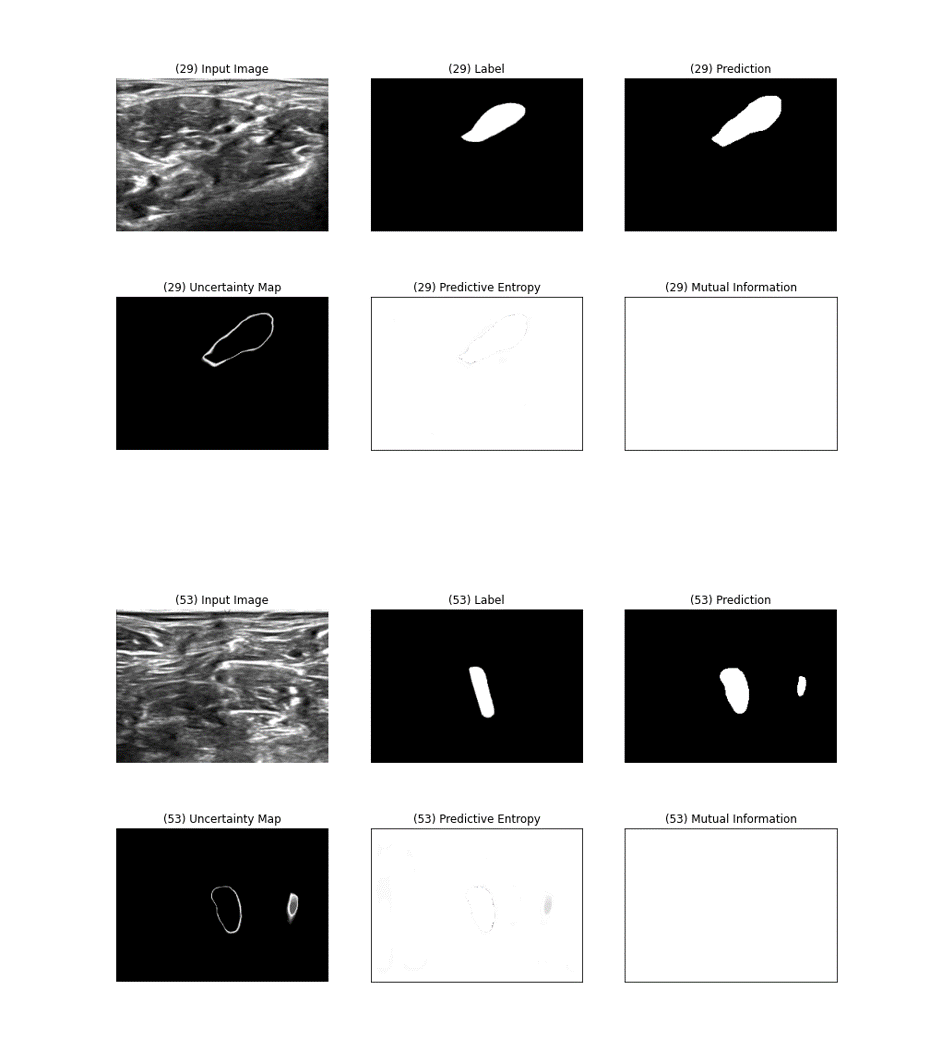 (29) Input Image
(29) Label
(29) Prediction
(29) Uncertainty Map
(29) Predictive Entropy
(29) Mutual Information
(53) Input Image
(53) Label
(53) Prediction
(53) Uncertainty Map
(53) Predictive Entropy
(53) Mutual Information